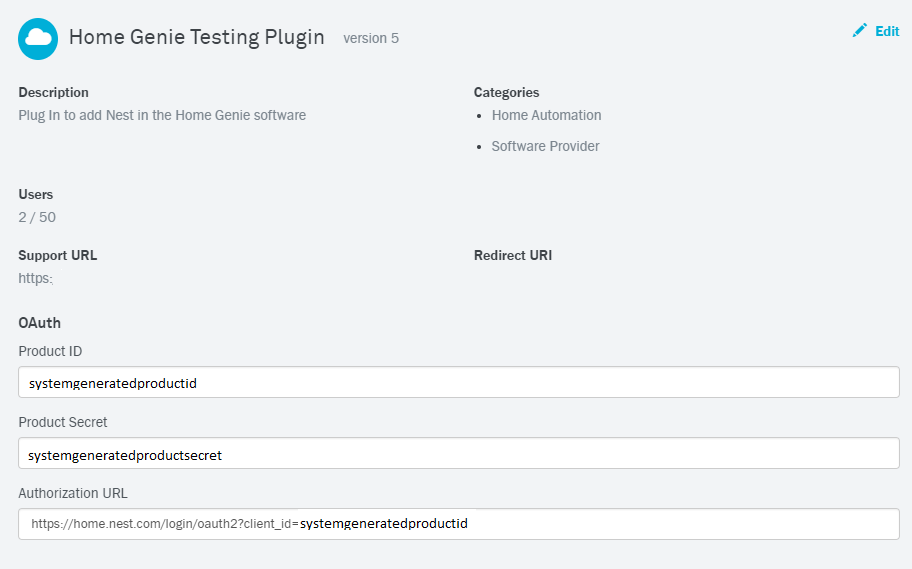 Home Genie Testing Plugin version 5 Edit
Description
Plug In to add Nest in the Home Genie software
Categories
• Home Automation
• Software Provider
Users
2 / 50
Support URL
https:
Redirect URI
OAuth
Product ID
systemgeneratedproductid
Product Secret
systemgeneratedproductsecret
Authorization URL
https://home.nest.com/login/oauth2?client_id=systemgeneratedproductid